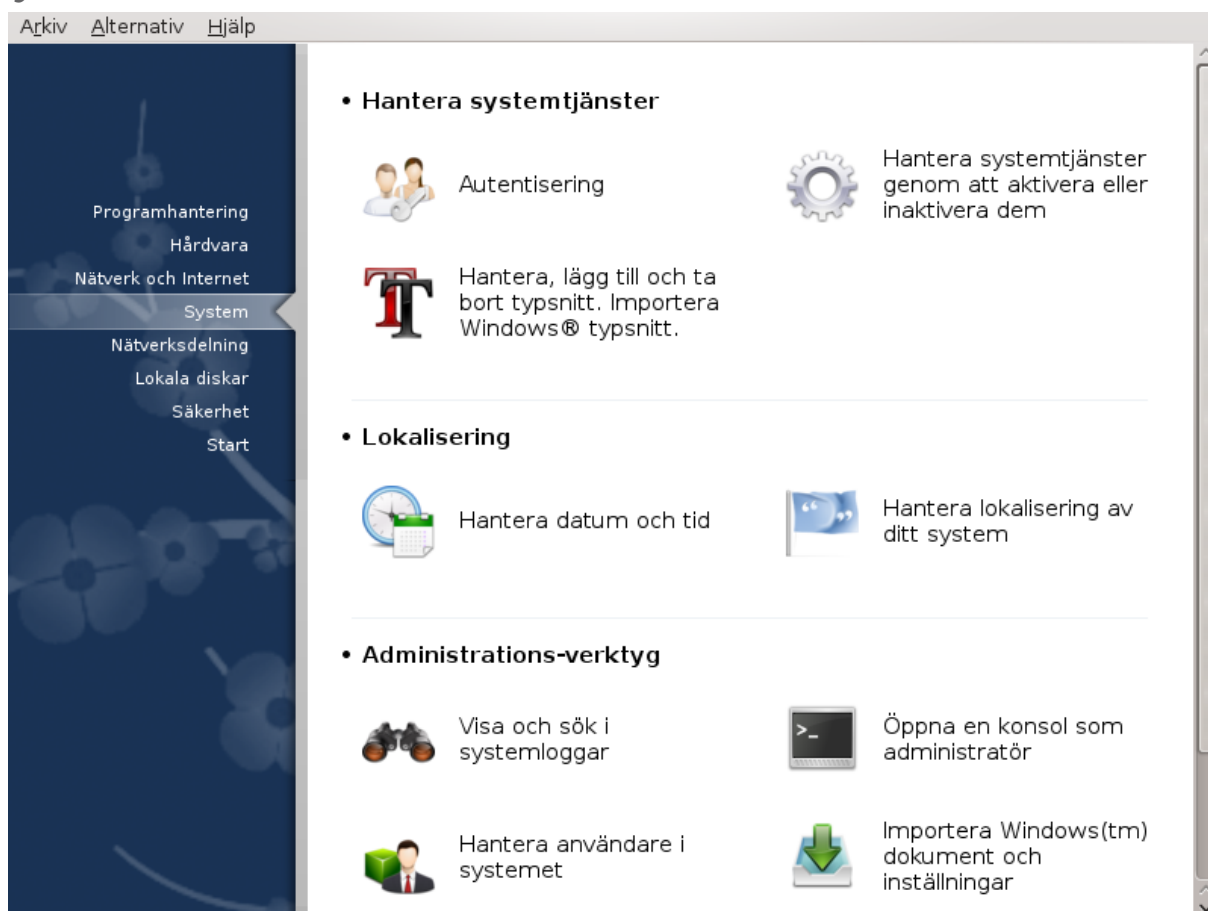 Arkiv Alternativ Hjälp
Programhantering
Hårdvara
Nätverk och Internet
System
Nätverksdelning
Lokala diskar
Säkerhet
Start
• Hantera systemtjänster
Autentisering
Hantera systemtjänster
genom att aktivera eller
inaktivera dem
Hantera, lägg till och ta
bort typsnitt. Importera
Windows® typsnitt.
• Lokalisering
Hantera datum och tid
Hantera lokalisering av
ditt system
• Administrations-verktyg
Visa och sök i
systemloggar
Öppna en konsol som
administratör
Hantera användare i
systemet
Importera Windows(tm)
dokument och
inställningar